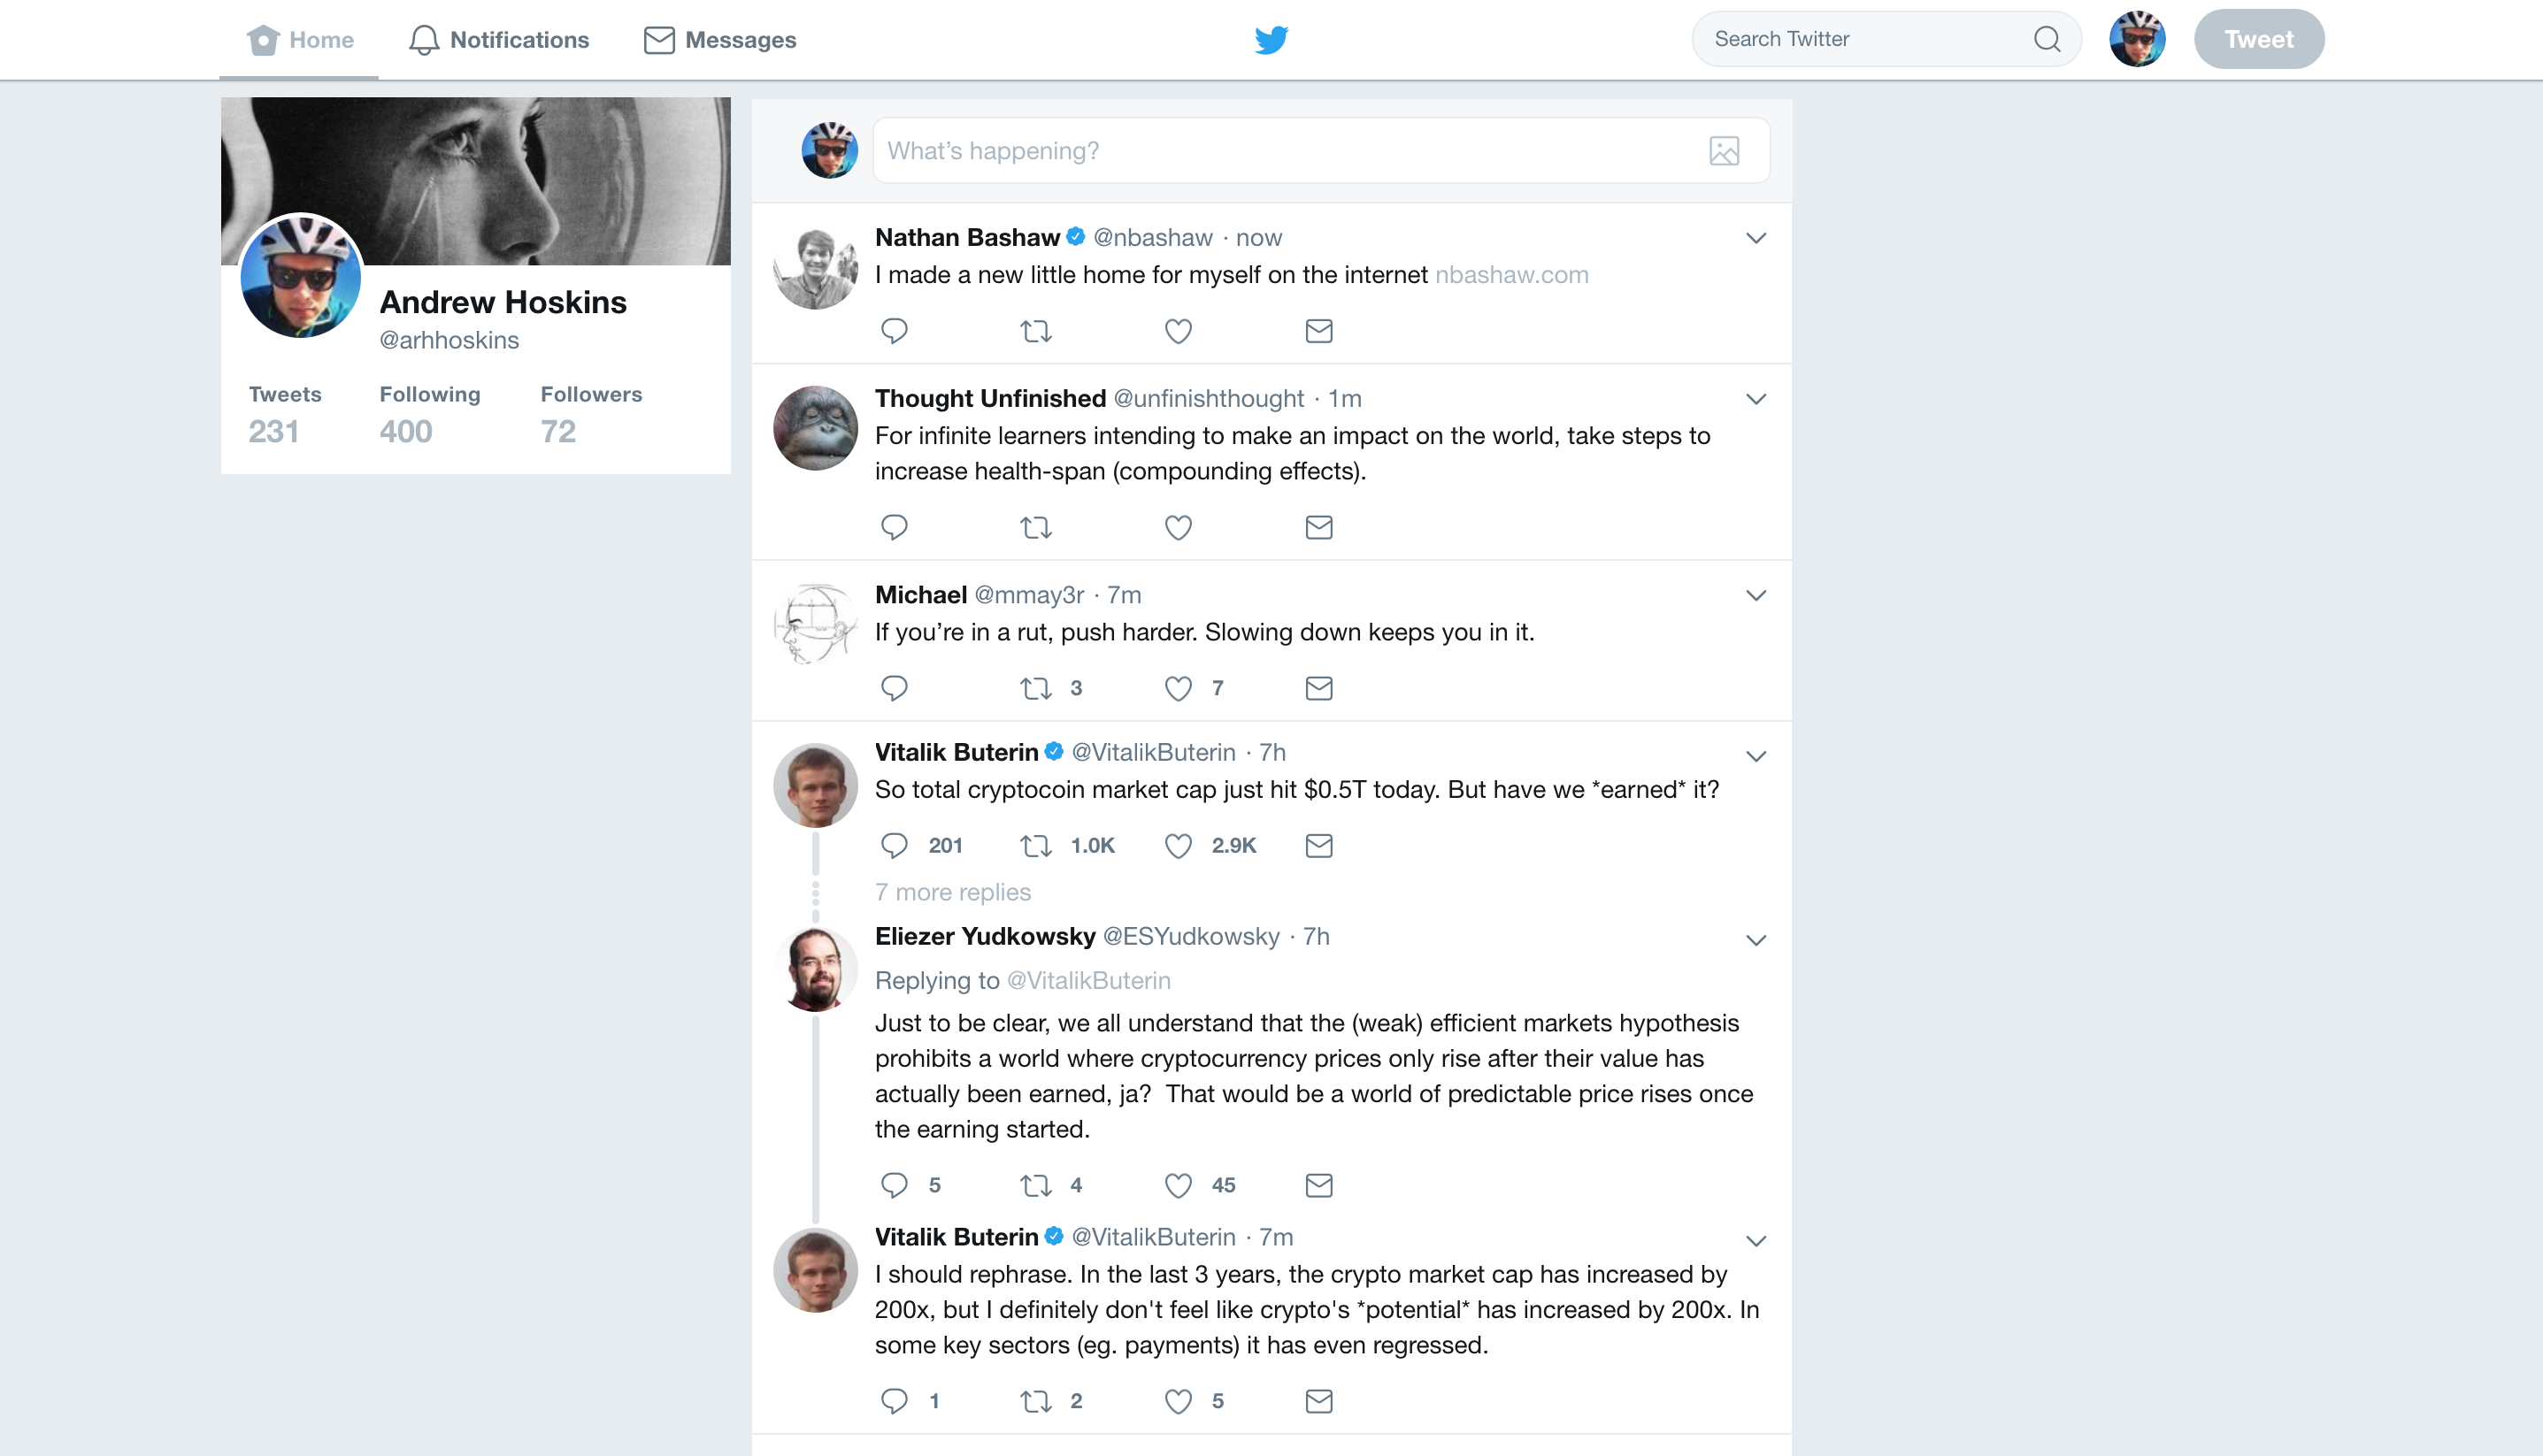 Home
Notifications
Messages
Search Twitter
Tweet
Andrew Hoskins
@arhhoskins
Tweets Following Followers
231 400 72
What’s happening?
Nathan Bashaw @nbashaw · now
I made a new little home for myself on the internet nbashaw.com
Thought Unfinished @unfinishthought · 1m
For infinite learners intending to make an impact on the world, take steps to
increase health-span (compounding effects).
Michael @mmay3r · 7m
If you’re in a rut, push harder. Slowing down keeps you in it.
3 7
Vitalik Buterin @VitalikButerin · 7h
So total cryptocoin market cap just hit $0.5T today. But have we *earned* it?
201 1.0K 2.9K
7 more replies
Eliezer Yudkowsky @ESYudkowsky · 7h
Replying to @VitalikButerin
Just to be clear, we all understand that the (weak) efficient markets hypothesis
prohibits a world where cryptocurrency prices only rise after their value has
actually been earned, ja?  That would be a world of predictable price rises once
the earning started.
5 4 45
Vitalik Buterin @VitalikButerin · 7m
I should rephrase. In the last 3 years, the crypto market cap has increased by
200x, but I definitely don't feel like crypto's *potential* has increased by 200x. In
some key sectors (eg. payments) it has even regressed.
1 2 5